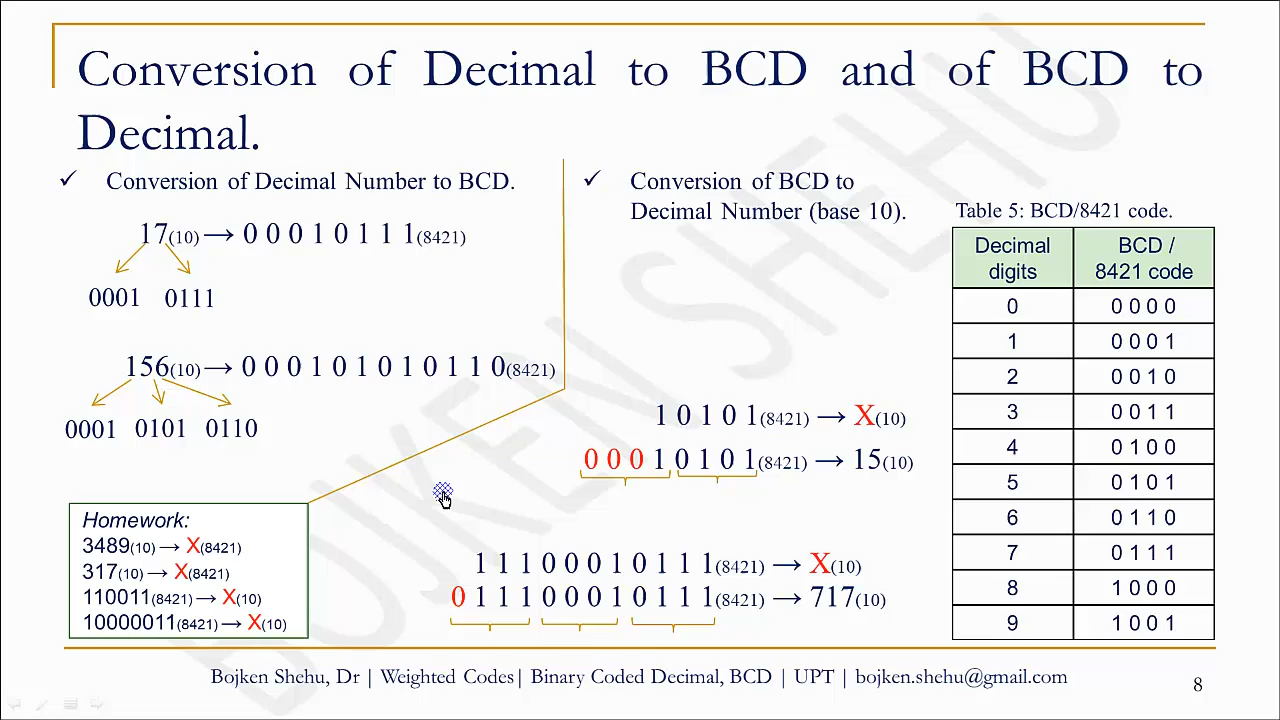 Conversion of Decimal to BCD and of BCD to
Decimal.
✓ Conversion of Decimal Number to BCD.
17(10) → 0 0 0 1 0 1 1 1(8421)
0001 0111
156(10) → 0 0 0 1 0 1 0 1 0 1 1 0(8421)
0001 0101 0110
Homework:
3489(10) → X(8421)
317(10) → X(8421)
110011(8421) → X(10)
10000011(8421) → X(10)
✓ Conversion of BCD to
Decimal Number (base 10).
1 0 1 0 1(8421) → X(10)
0 0 0 1 0 1 0 1(8421) → 15(10)
1 1 1 0 0 0 1 0 1 1 1(8421) → X(10)
0 1 1 1 0 0 0 1 0 1 1 1(8421) → 717(10)
Table 5: BCD/8421 code.
Decimal digits BCD / 8421 code
0 0 0 0 0
1 0 0 0 1
2 0 0 1 0
3 0 0 1 1
4 0 1 0 0
5 0 1 0 1
6 0 1 1 0
7 0 1 1 1
8 1 0 0 0
9 1 0 0 1
BOJKEN SHEHU
Bojken Shehu, Dr | Weighted Codes| Binary Coded Decimal, BCD | UPT | bojken.shehu@gmail.com
8